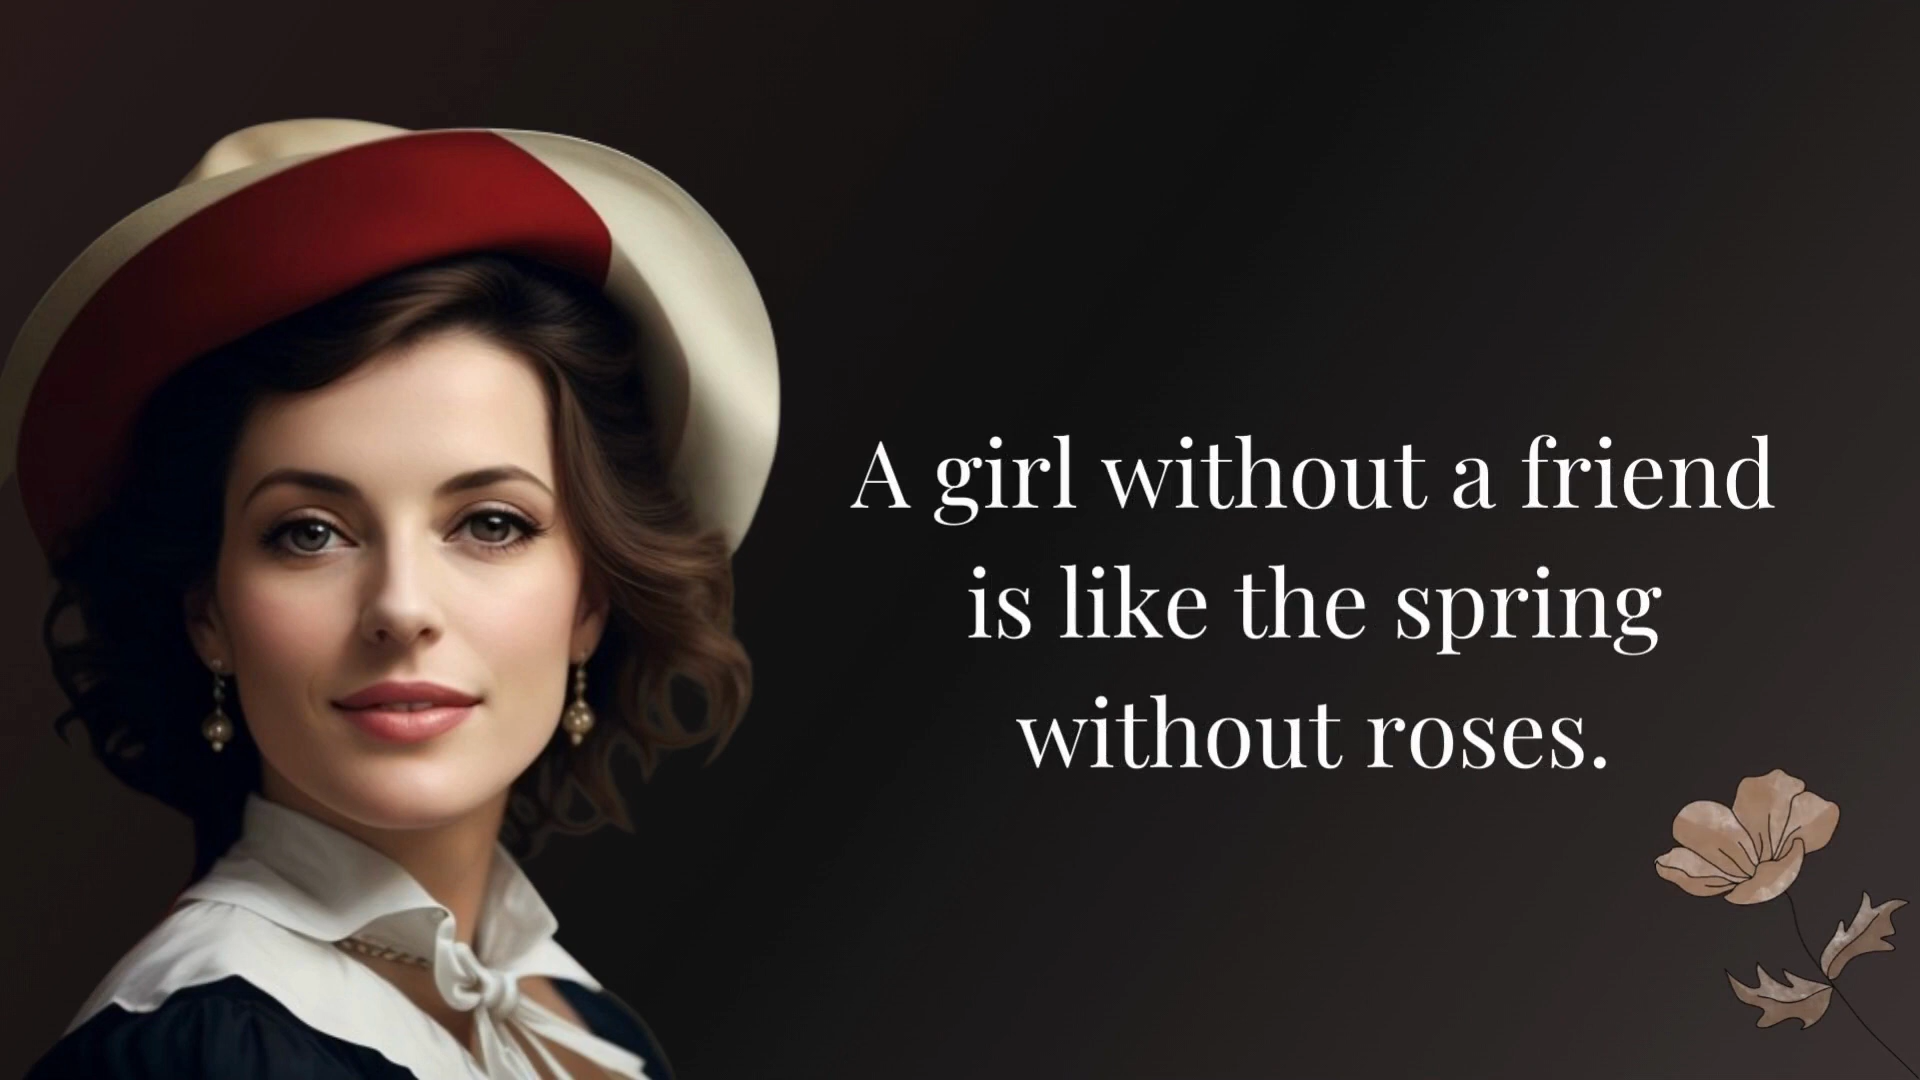 A girl without a friend
is like the spring
without roses.